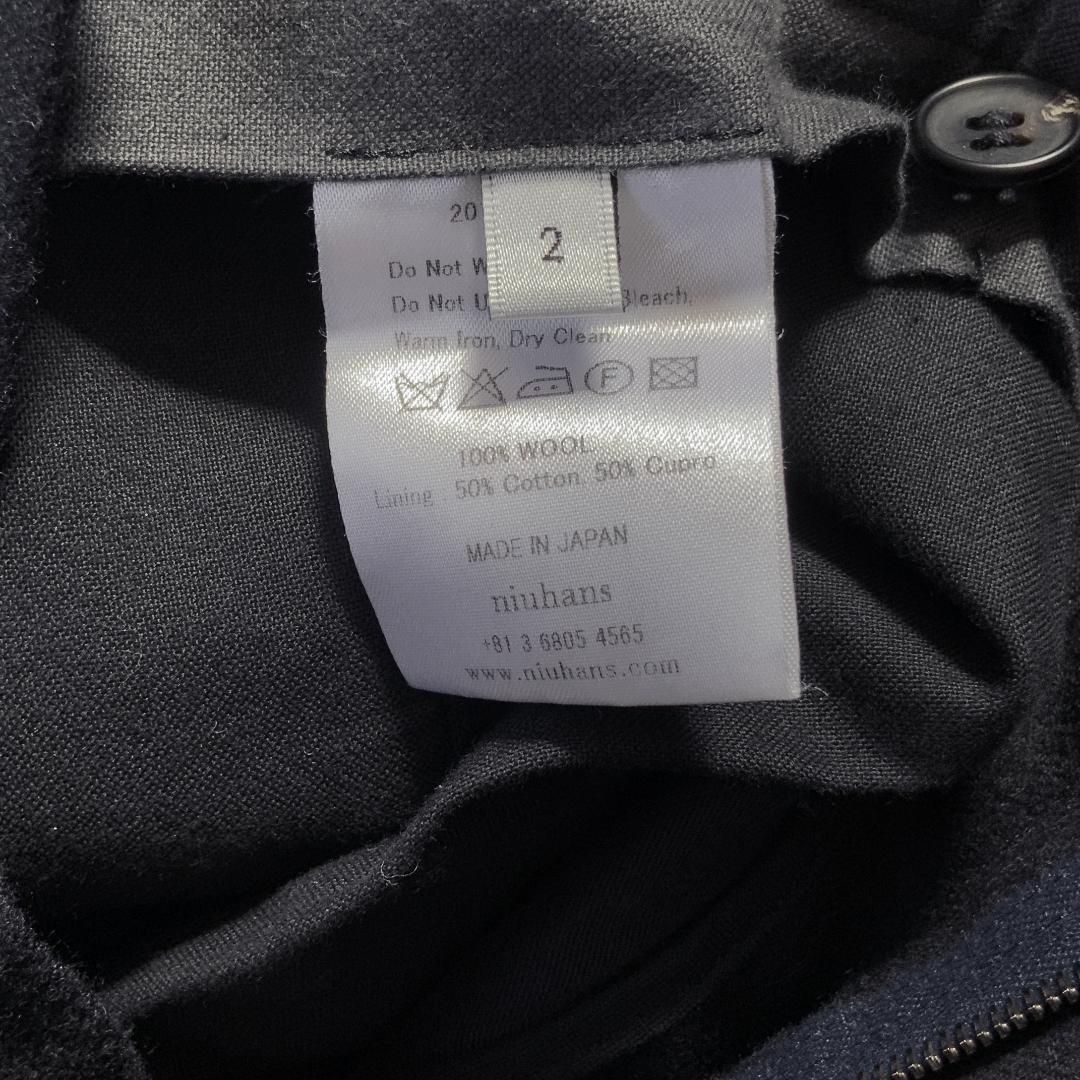 20
2
Do Not W
Do Not U Bleach,
Warm Iron, Dry Clean
F
100% WOOL
Lining : 50% Cotton, 50% Cupro
MADE IN JAPAN
niuhans
+81 3 6805 4565
www.niuhans.com